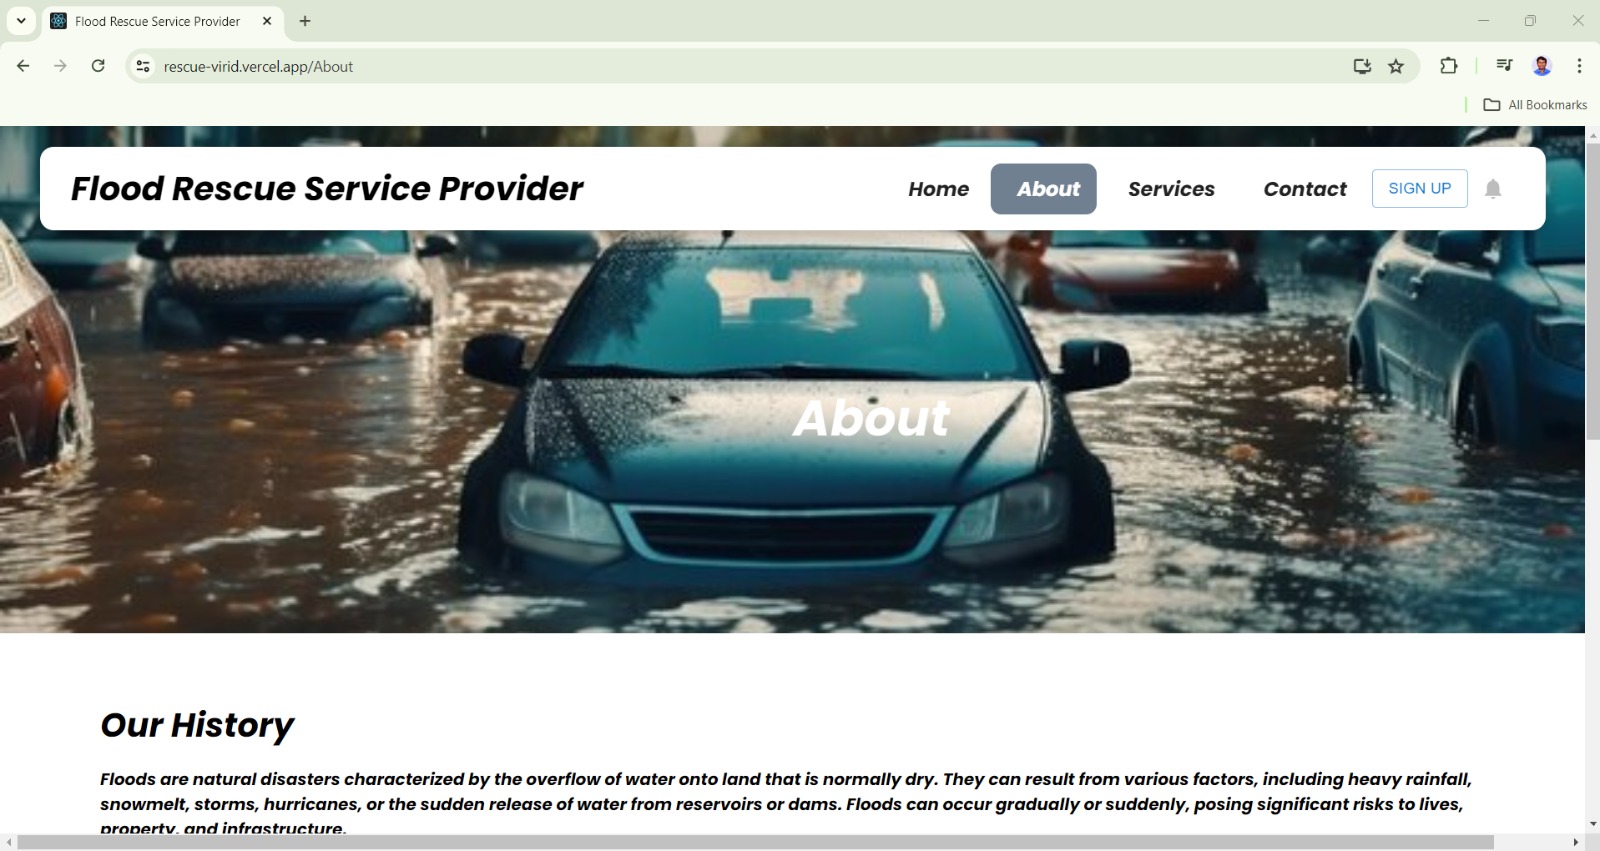 Flood Rescue Service Provider
rescue-virid.vercel.app/About
All Bookmarks
Flood Rescue Service Provider
Home
About
Services
Contact
SIGN UP
About
Our History
Floods are natural disasters characterized by the overflow of water onto land that is normally dry. They can result from various factors, including heavy rainfall,
snowmelt, storms, hurricanes, or the sudden release of water from reservoirs or dams. Floods can occur gradually or suddenly, posing significant risks to lives,
property, and infrastructure.